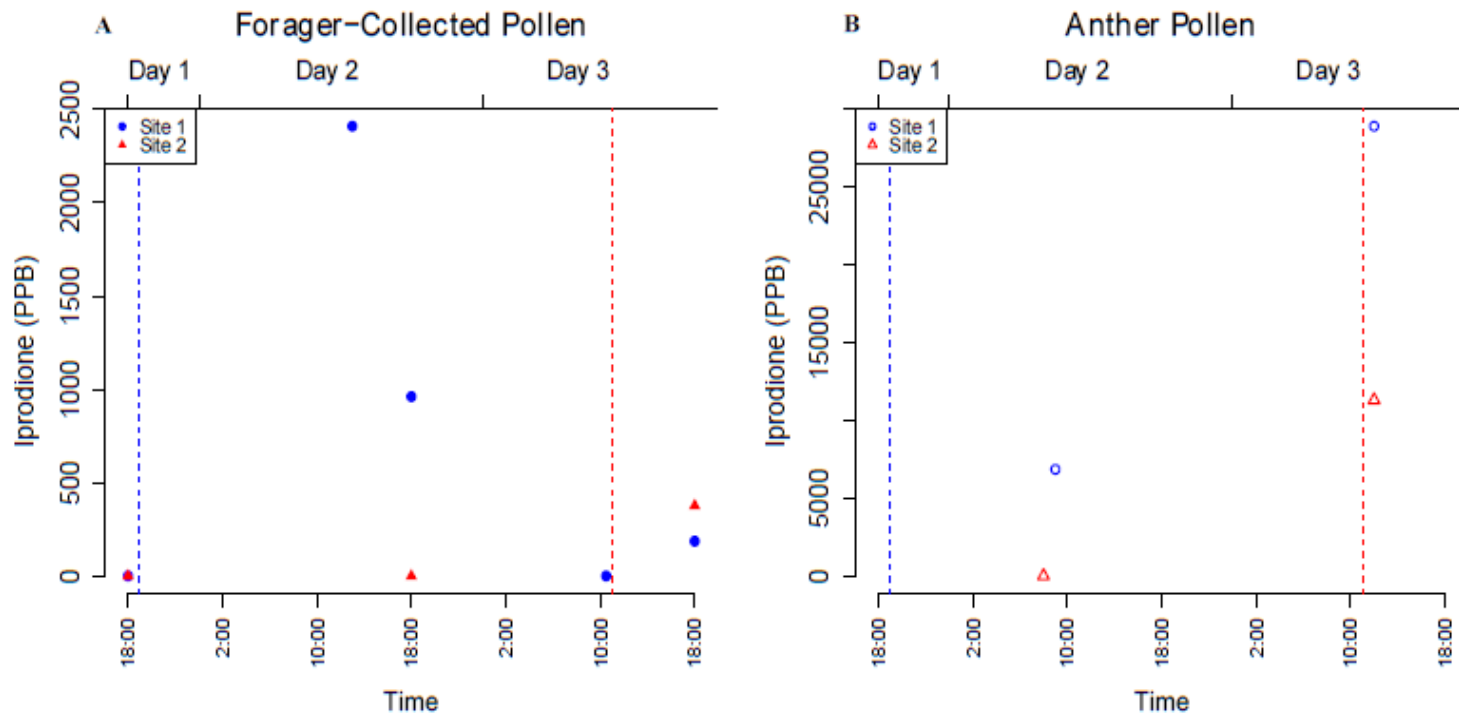 A Forager-Collected Pollen
Day 1 Day 2 Day 3
Site 1
Site 2
Iprodione (PPB)
2500
2000
1500
1000
500
0
18:00 2:00 10:00 18:00 2:00 10:00 18:00
Time
B Anther Pollen
Day 1 Day 2 Day 3
Site 1
Site 2
Iprodione (PPB)
25000
15000
5000
0
18:00 2:00 10:00 18:00 2:00 10:00 18:00
Time